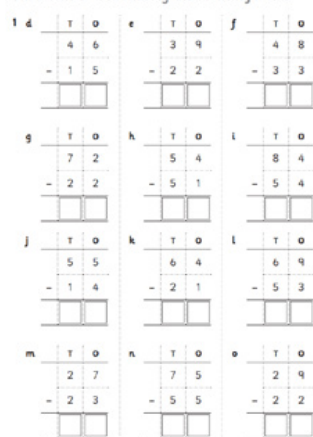 1 d T O e T O f T O
4 6 3 9 4 8
- 1 5 - 2 2 - 3 3
g T O h T O i T O
7 2 5 4 8 4
- 2 2 - 5 1 - 5 4
j T O k T O l T O
5 5 6 4 6 9
- 1 4 - 2 1 - 5 3
m T O n T O o T O
2 7 7 5 2 9
- 2 3 - 5 5 - 2 2